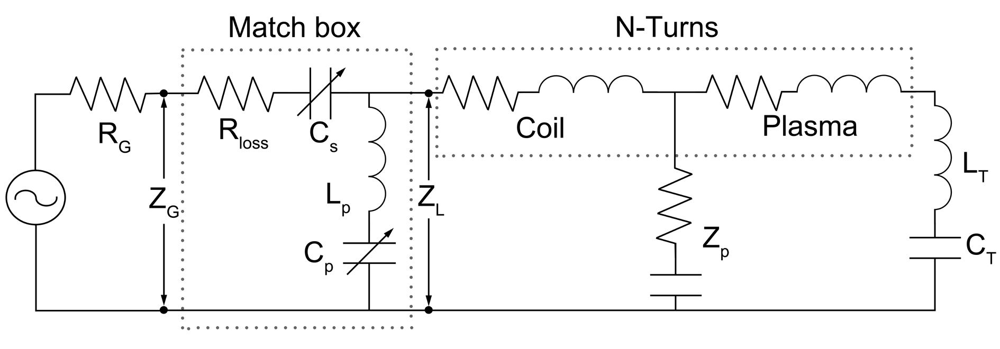 Match box
N-Turns
R_G
Z_G
R_loss
C_s
L_p
C_p
Z_L
Coil
Plasma
Z_p
L_T
C_T